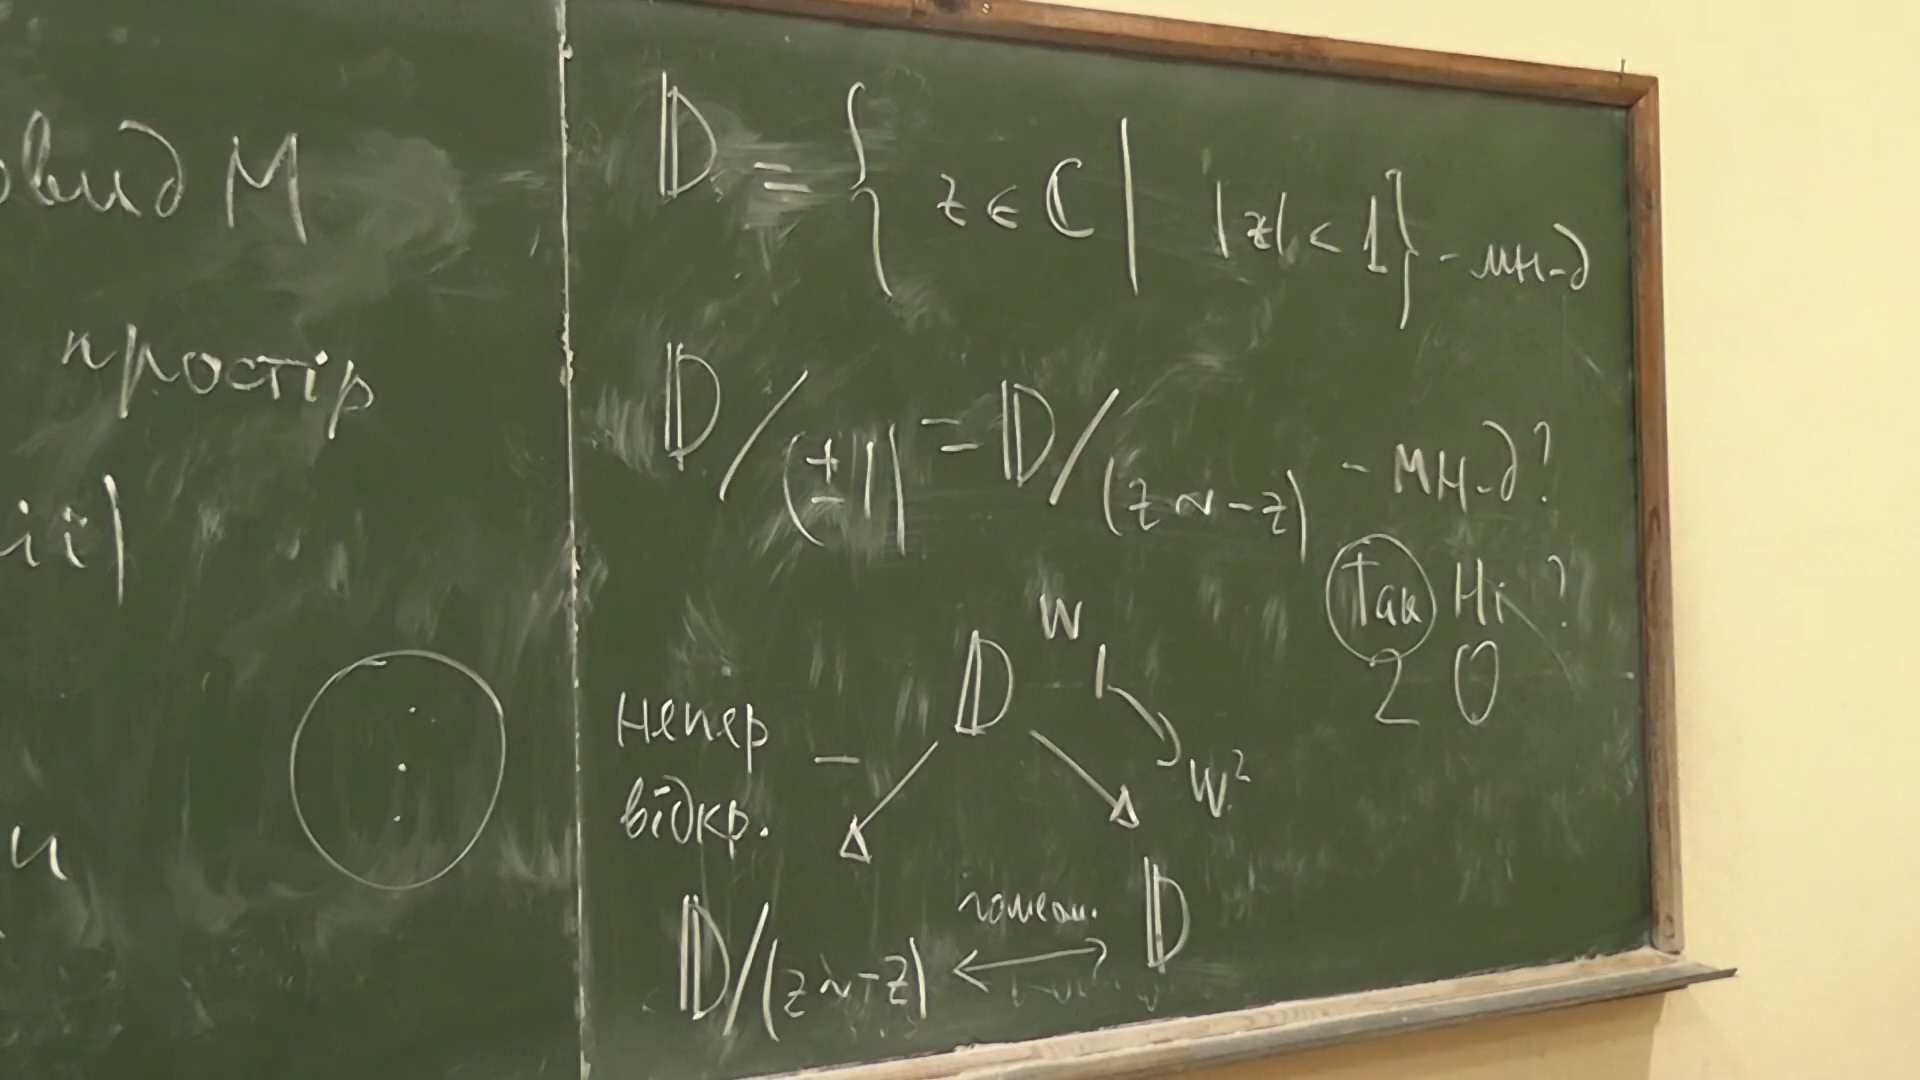 овид M
простір
ії)
и
𝔻 = { z ∈ ℂ | |z| < 1} - мн-д
𝔻/(±1) = 𝔻/(z ~ -z) - мн-д?
Так Ні ?
2 0
W
𝔻
непер
відкр.
W²
𝔻/(z ~ -z) ⟷ 𝔻
гомеом.